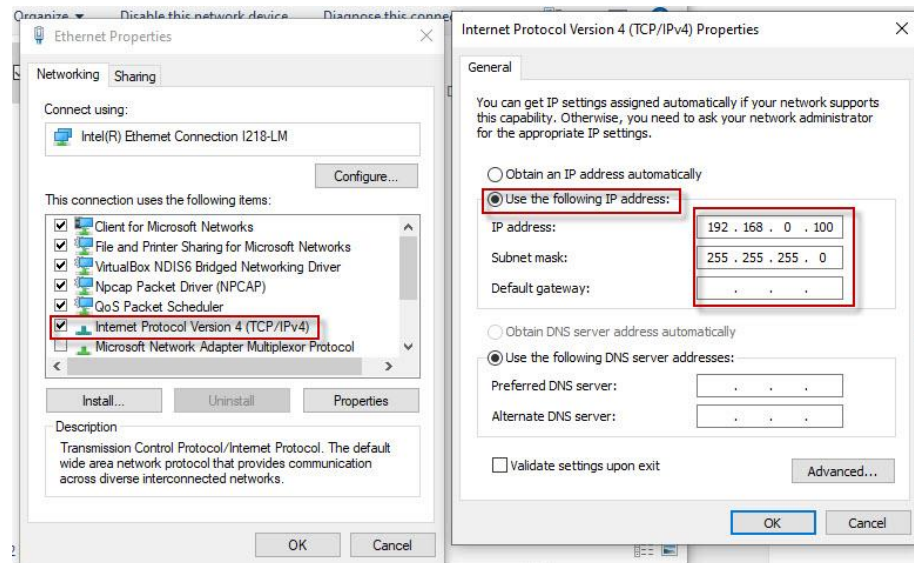 Organize
Disable this network device
Diagnose this conne
Ethernet Properties
Networking
Sharing
Connect using:
Intel(R) Ethernet Connection I218-LM
Configure...
This connection uses the following items:
Client for Microsoft Networks
File and Printer Sharing for Microsoft Networks
VirtualBox NDIS6 Bridged Networking Driver
Npcap Packet Driver (NPCAP)
QoS Packet Scheduler
Internet Protocol Version 4 (TCP/IPv4)
Microsoft Network Adapter Multiplexor Protocol
Install...
Uninstall
Properties
Description
Transmission Control Protocol/Internet Protocol. The default
wide area network protocol that provides communication
across diverse interconnected networks.
OK
Cancel
Internet Protocol Version 4 (TCP/IPv4) Properties
General
You can get IP settings assigned automatically if your network supports
this capability. Otherwise, you need to ask your network administrator
for the appropriate IP settings.
Obtain an IP address automatically
Use the following IP address:
IP address:
192 . 168 . 0 . 100
Subnet mask:
255 . 255 . 255 . 0
Default gateway:
. . .
Obtain DNS server address automatically
Use the following DNS server addresses:
Preferred DNS server:
. . .
Alternate DNS server:
. . .
Validate settings upon exit
Advanced...
OK
Cancel